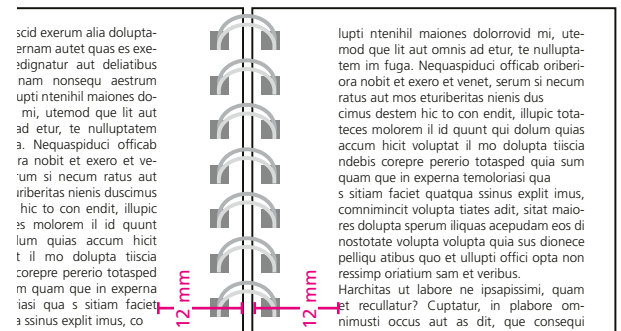 scid exerum alia dolupta-
ernam autet quas es exe-
edignatur aut deliatibus
nam nonsequ aestrum
upti ntenihil maiones do-
mi, utemod que lit aut
ad etur, te nulluptatem
a. Nequaspiduci officab
ra nobit et exero et ve-
rum si necum ratus aut
uriberitas nienis duscimus
hic to con endit, illupic
es molorem il id quunt
lum quias accum hicit
t il mo dolupta tiiscia
corepre pererio totasped
m quam que in experna
iasi qua s sitiam faciet
a ssinus explit imus, co
12 mm
12 mm
lupti ntenihil maiones dolorrovid mi, ute-
mod que lit aut omnis ad etur, te nullupta-
tem im fuga. Nequaspiduci officab oriberi-
ora nobit et exero et venet, serum si necum
ratus aut mos eturiberitas nienis dus
cimus destem hic to con endit, illupic tota-
teces molorem il id quunt qui dolum quias
accum hicit voluptat il mo dolupta tiiscia
ndebis corepre pererio totasped quia sum
quam que in experna temoloriasi qua
s sitiam faciet quatqua ssinus explit imus,
comnimincit volupta tiates adit, sitat maio-
res dolupta sperum iliquas acepudam eos di
nostotate volupta volupta quia sus dionece
pelliqu atibus quo et ullupti offici opta non
ressimp oriatium sam et veribus.
Harchitas ut labore ne ipsapissimi, quam
et recullatur? Cuptatur, in plabore om-
nimusti occus aut as dit, que consequi